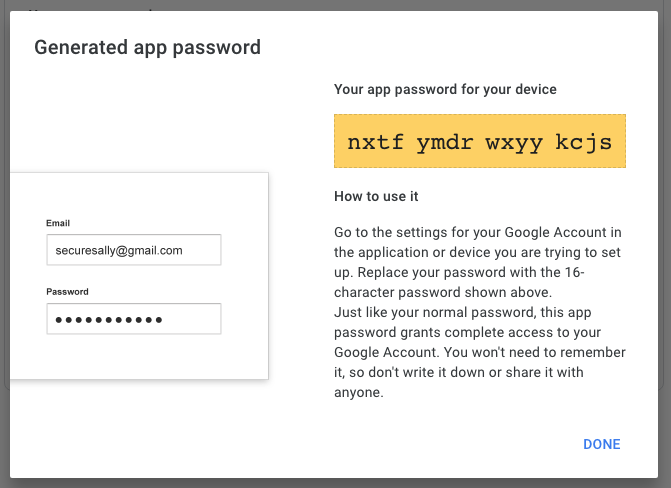 Generated app password
Your app password for your device
nxtf ymdr wxyy kcjs
Email
securesally@gmail.com
Password
How to use it
Go to the settings for your Google Account in
the application or device you are trying to set
up. Replace your password with the 16-
character password shown above.
Just like your normal password, this app
password grants complete access to your
Google Account. You won't need to remember
it, so don't write it down or share it with
anyone.
DONE